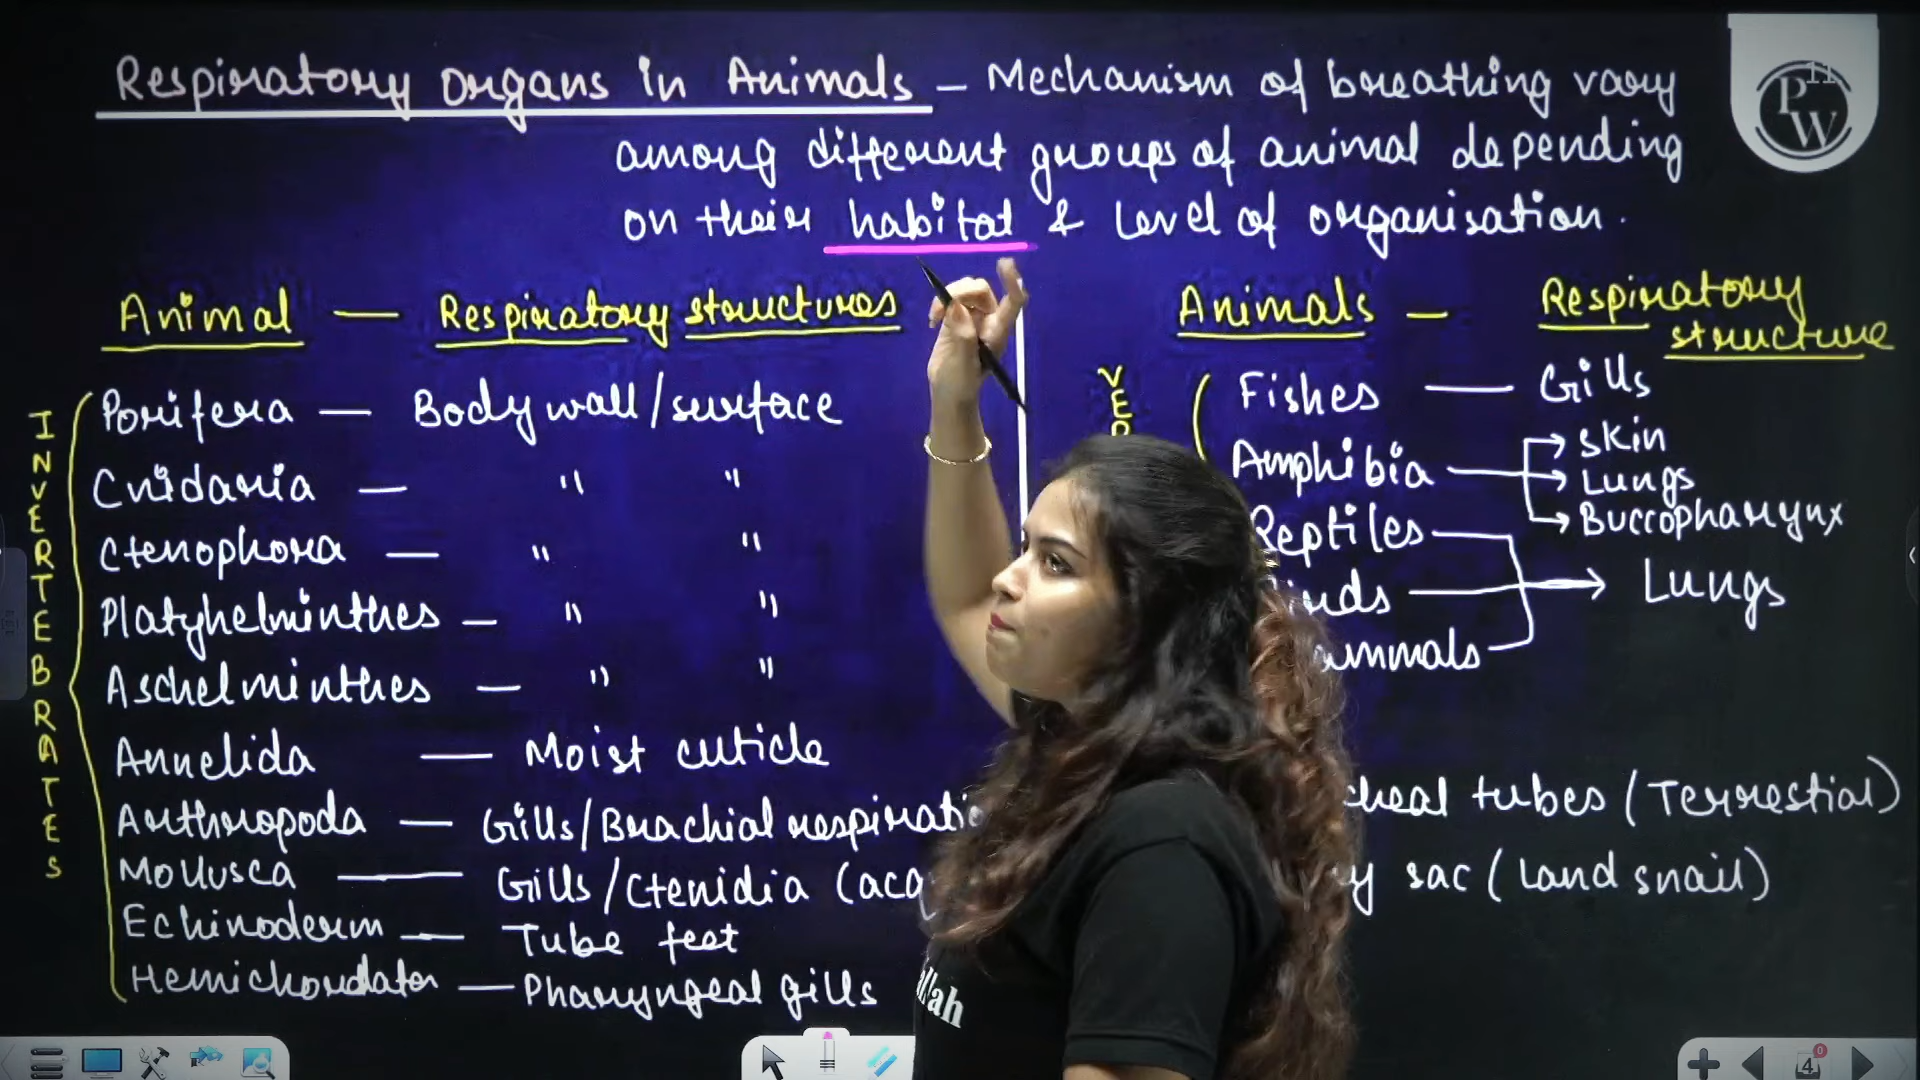 Respiratory organs in Animals – Mechanism of breathing vary
among different groups of animal depending
on their habitat & level of organisation.
Animal — Respiratory structures
INVERTEBRATES
Porifera — Body wall/surface
Cnidaria — " "
Ctenophora — " "
Platyhelminthes — " "
Aschelminthes — " "
Annelida — Moist cuticle
Arthropoda — Gills/Brachial
Mollusca — Gills/Ctenidia
Echinoderm — Tube feet
Hemichordata — Pharyngeal gills
Animals — Respiratory
structure
Fishes — Gills
Amphibia
Skin
Lungs
Buccopharynx
Reptiles
Lungs
tubes (Terrestial)
sac (land snail)
11
PW
4
0